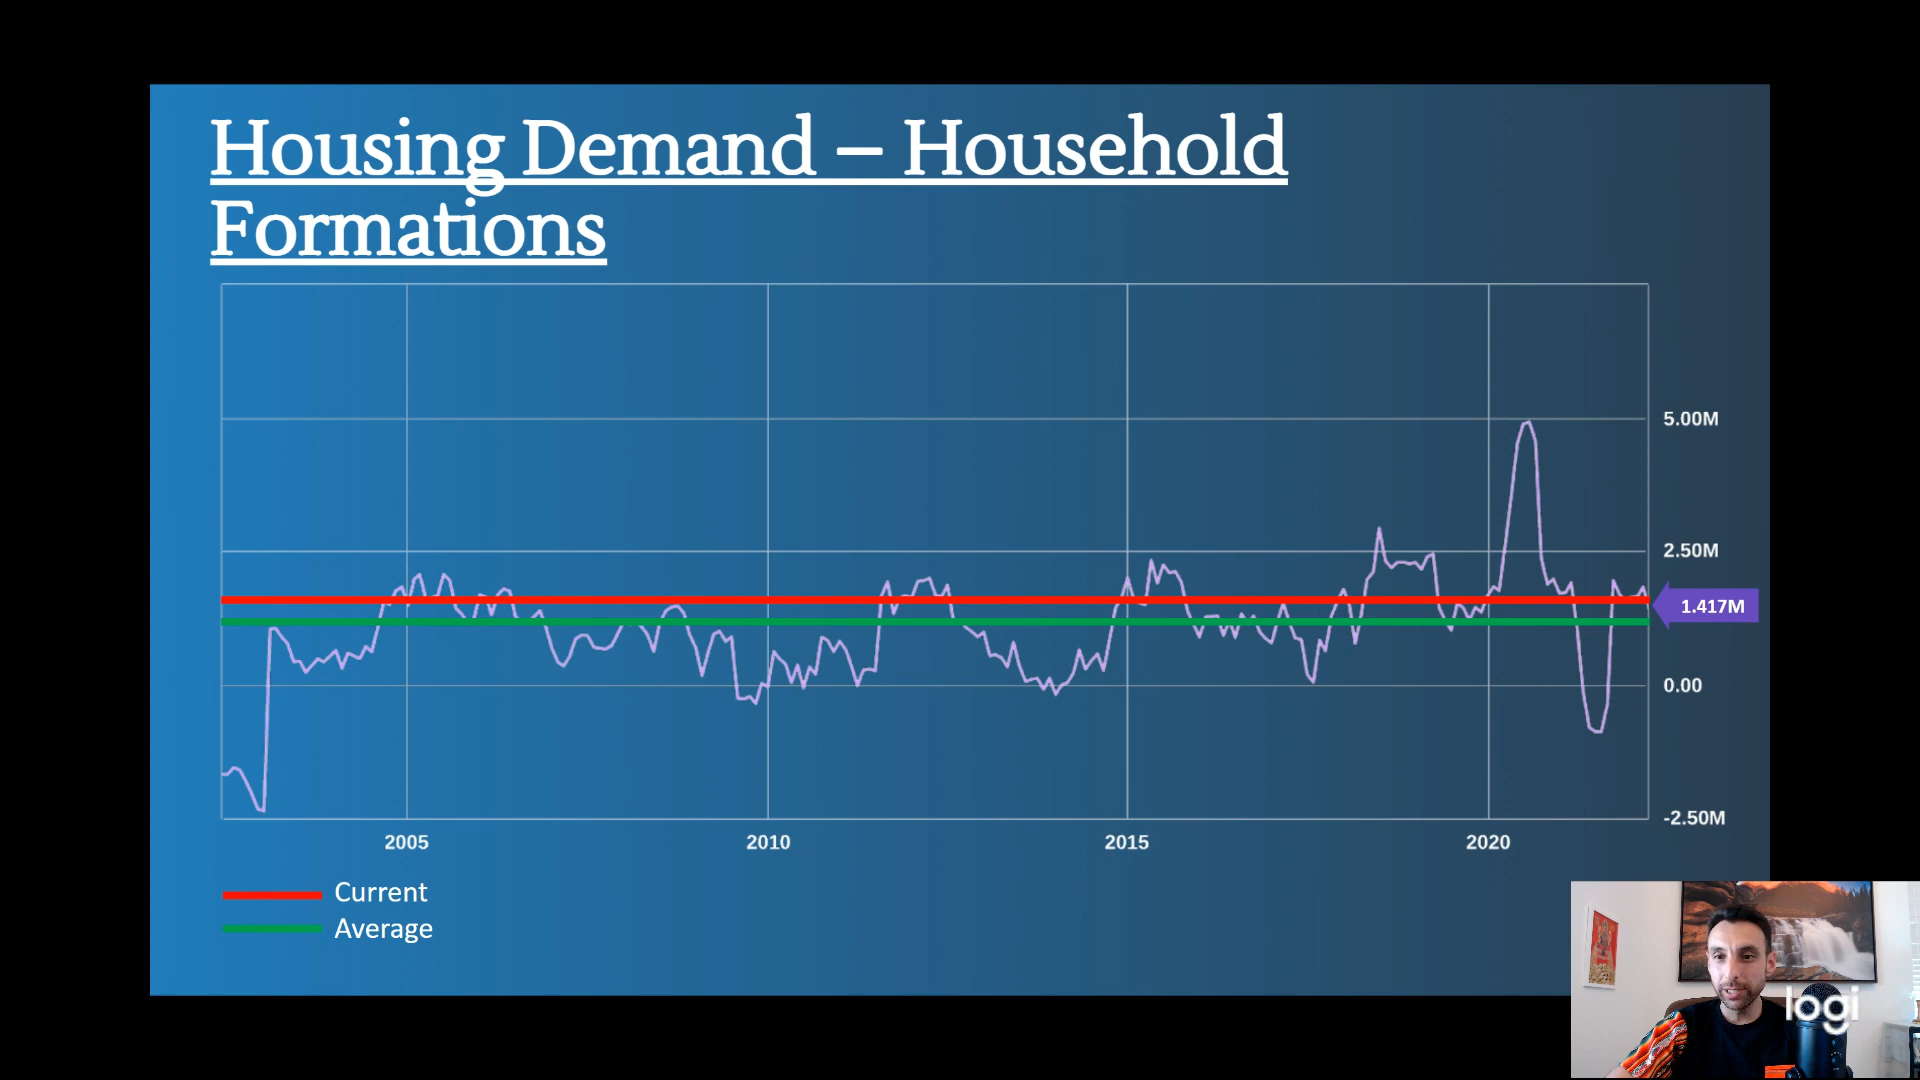 Housing Demand – Household
Formations
5.00M
2.50M
1.417M
0.00
-2.50M
2005 2010 2015 2020
Current
Average
logi